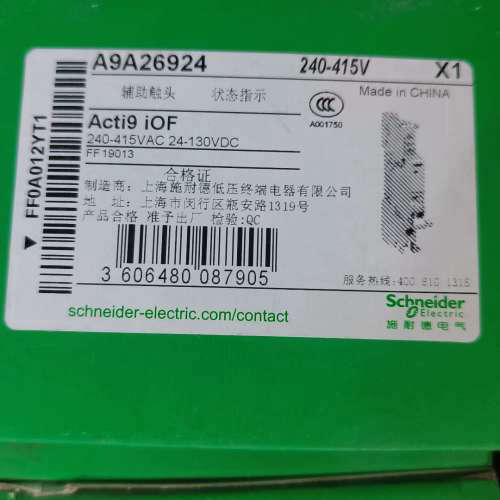 A9A26924 240-415V X1
辅助触头 状态指示 CCC Made in CHINA
A001750
Acti9 iOF
240-415VAC 24-130VDC
FF19013
合格证
制造商：上海施耐德低压终端电器有限公司
地 址：上海市闵行区瓶安路1319号
产品合格 准予出厂 检验:QC
FF0A012YT1
3 606480 087905
服务热线:400 810 1315
schneider-electric.com/contact
Schneider
Electric
施耐德电气